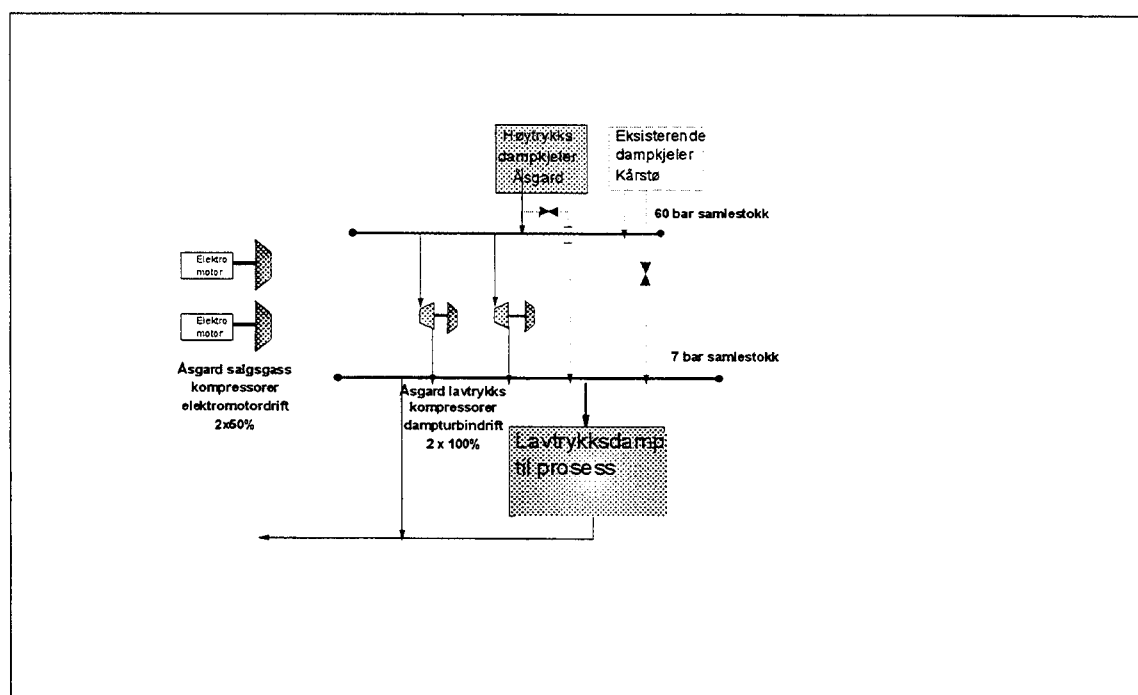 Høytrykks
dampkjeler
Åsgard
Eksisterende
dampkjeler
Kårstø
60 bar samlestokk
Elektro
motor
Elektro
motor
7 bar samlestokk
Åsgard salgsgass
kompressorer
elektromotordrift
2x50%
Åsgard lavtrykks
kompressorer
dampturbindrift
2 x 100%
Lavtrykksdamp
til prosess